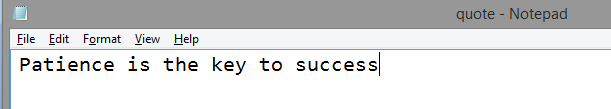 quote - Notepad
File Edit Format View Help
Patience is the key to success